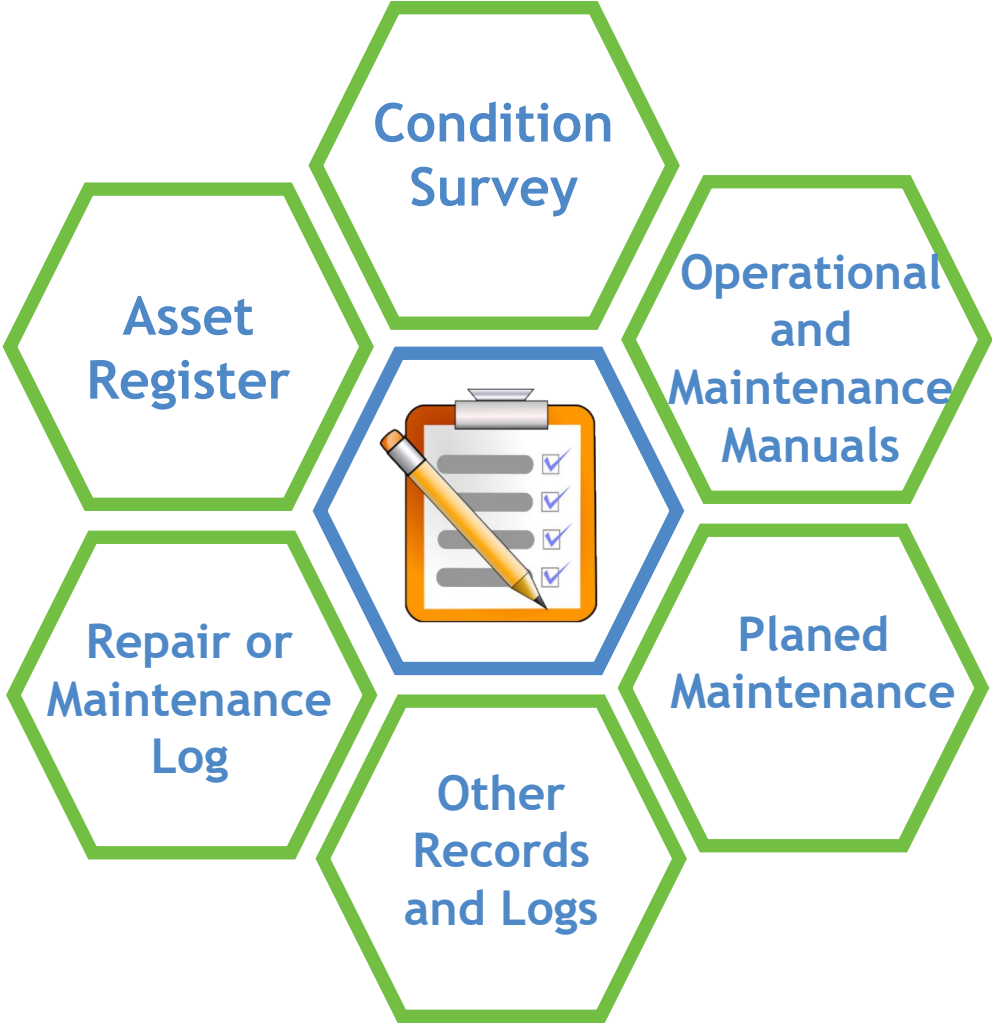 Condition
Survey
Operational
and
Maintenance
Manuals
Planed
Maintenance
Other
Records
and Logs
Repair or
Maintenance
Log
Asset
Register